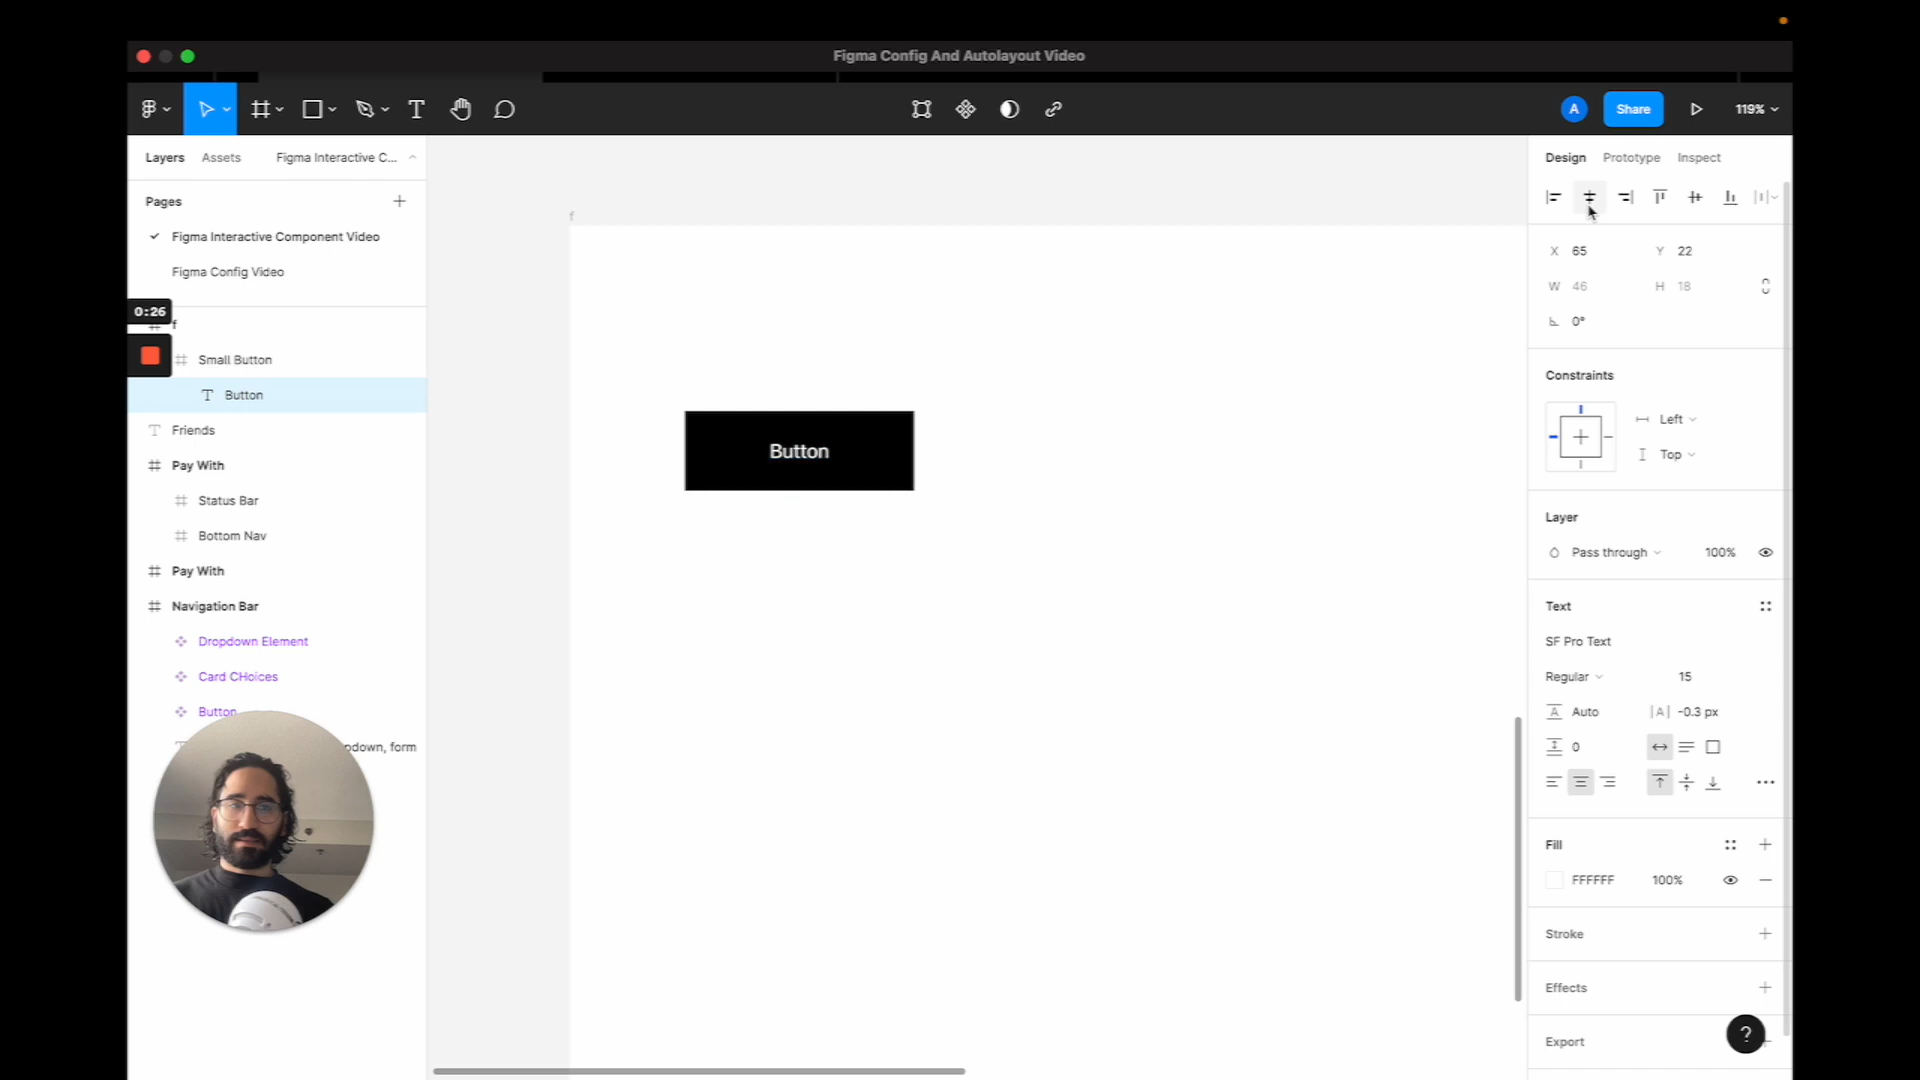 Figma Config And Autolayout Video
A
Share
119%
Layers
Assets
Figma Interactive C...
Design
Prototype
Inspect
Pages
Figma Interactive Component Video
Figma Config Video
0:26
f
Small Button
Button
Friends
Pay With
Status Bar
Bottom Nav
Pay With
Navigation Bar
Dropdown Element
Card CHoices
Button
pdown, form
f
Button
X 65
Y 22
W 46
H 18
0°
Constraints
Left
Top
Layer
Pass through
100%
Text
SF Pro Text
Regular
15
A Auto
|A| -0.3 px
0
Fill
FFFFFF
100%
Stroke
Effects
Export
?